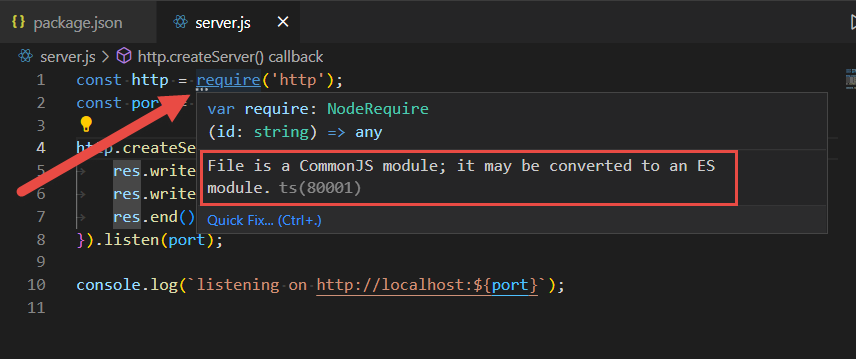 {} package.json
server.js ×
server.js > http.createServer() callback
1 const http = require('http');
2 const por
3
4 http.createSe
5 res.write
6 res.write
7 res.end()
8 }).listen(port);
9
10 console.log(`listening on http://localhost:${port}`);
11
var require: NodeRequire
(id: string) => any
File is a CommonJS module; it may be converted to an ES
module. ts(80001)
Quick Fix... (Ctrl+.)